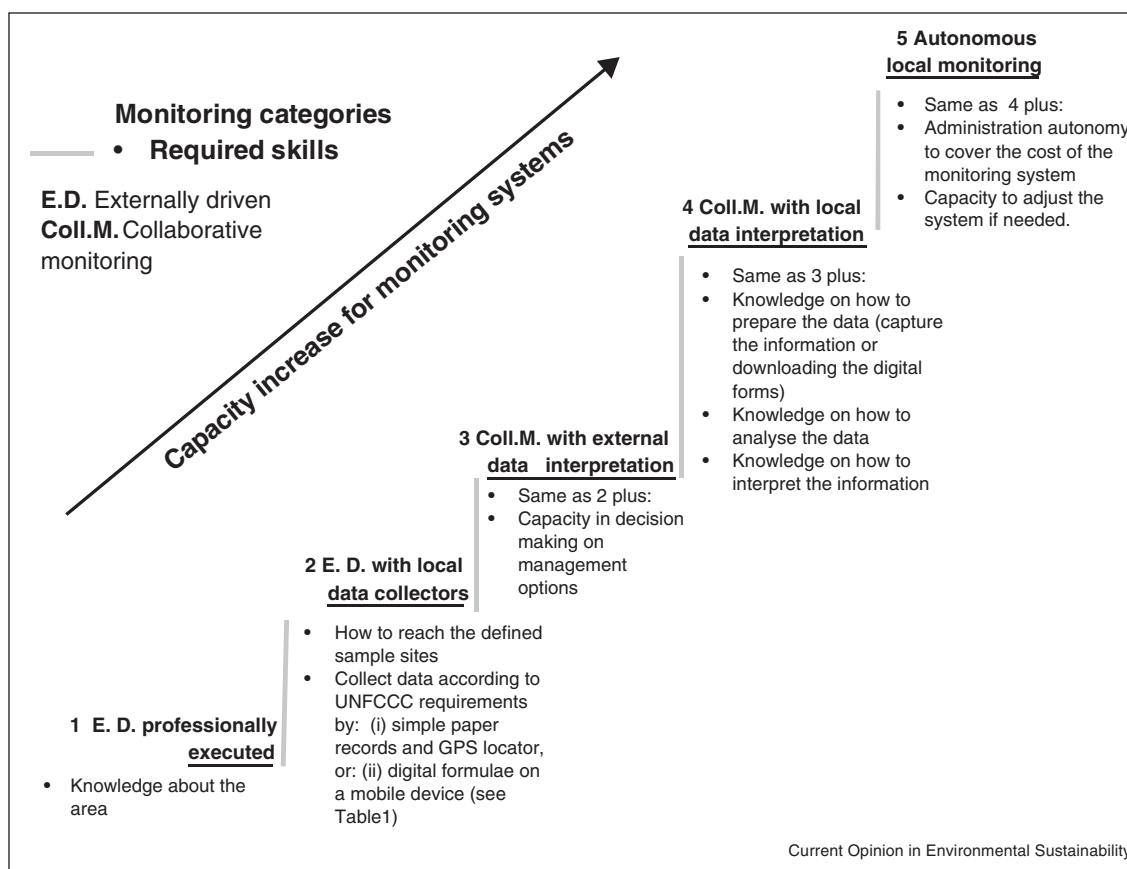 Monitoring categories
• Required skills
E.D. Externally driven
Coll.M. Collaborative
monitoring
Capacity increase for monitoring systems
1 E. D. professionally
executed
• Knowledge about the
area
2 E. D. with local
data collectors
• How to reach the defined
sample sites
• Collect data according to
UNFCCC requirements
by: (i) simple paper
records and GPS locator,
or: (ii) digital formulae on
a mobile device (see
Table1)
3 Coll.M. with external
data interpretation
• Same as 2 plus:
• Capacity in decision
making on
management
options
4 Coll.M. with local
data interpretation
• Same as 3 plus:
• Knowledge on how to
prepare the data (capture
the information or
downloading the digital
forms)
• Knowledge on how to
analyse the data
• Knowledge on how to
interpret the information
5 Autonomous
local monitoring
• Same as 4 plus:
• Administration autonomy
to cover the cost of the
monitoring system
• Capacity to adjust the
system if needed.
Current Opinion in Environmental Sustainability